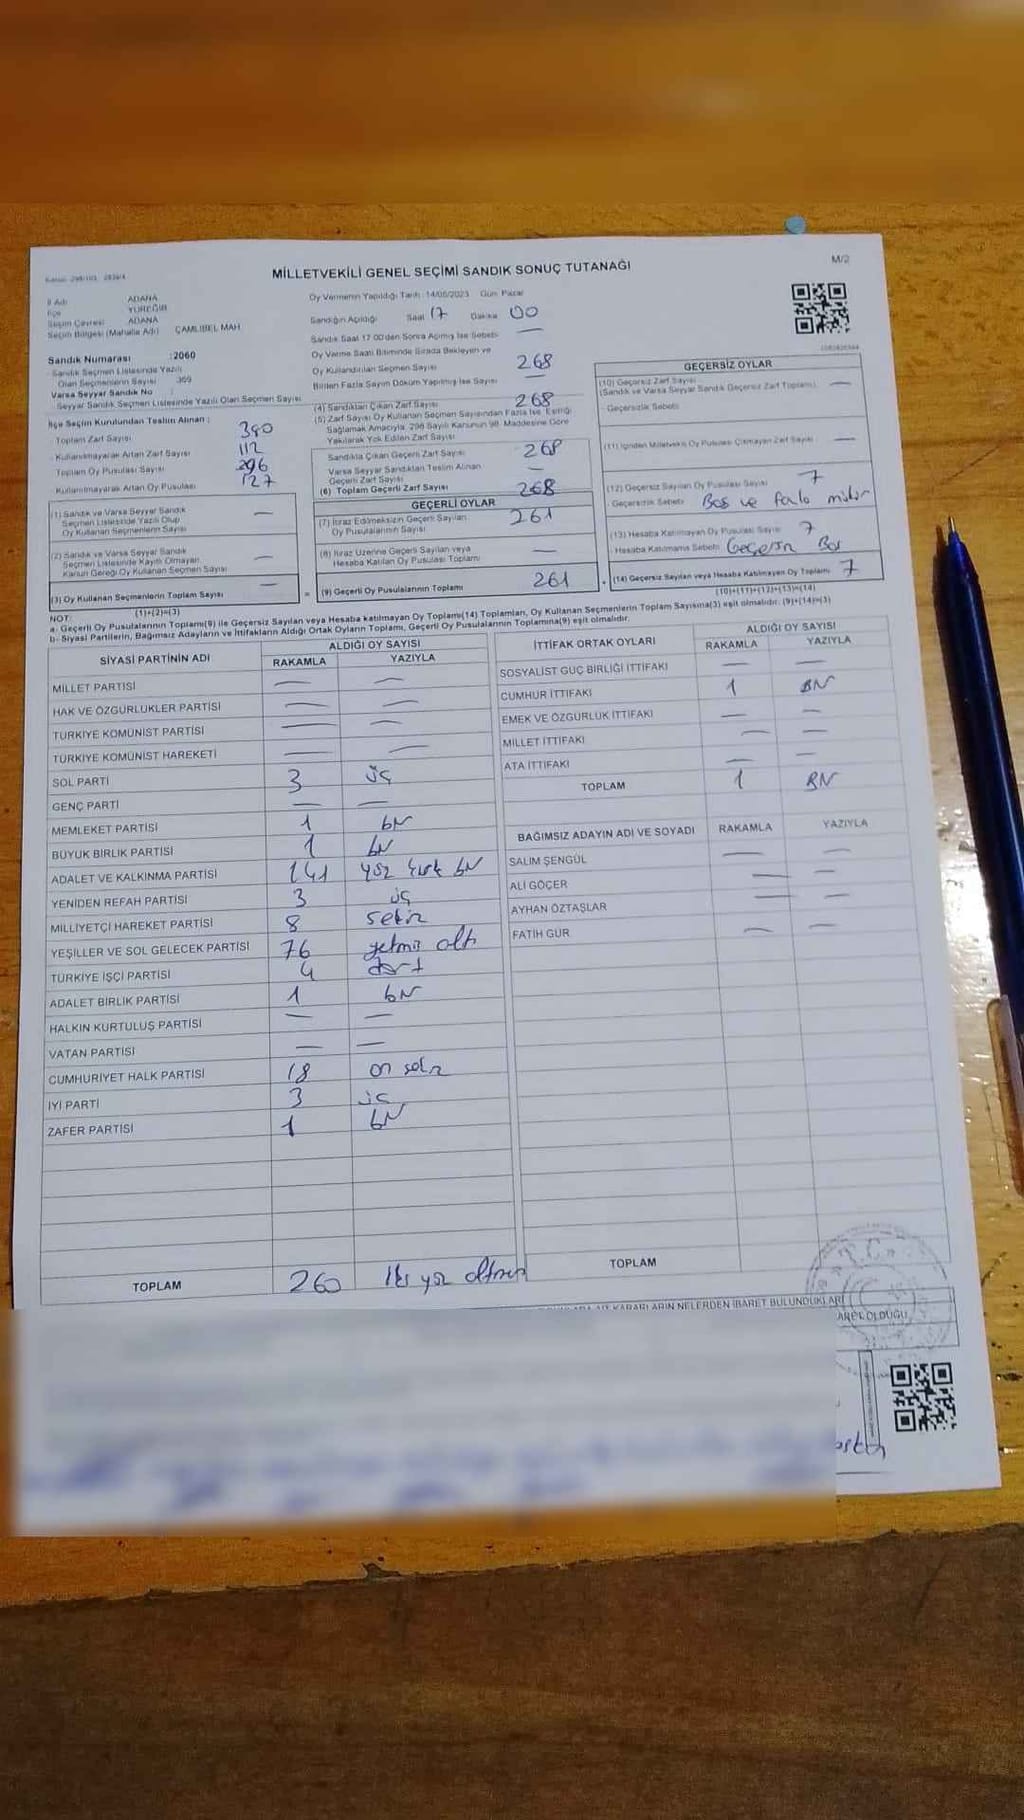 MİLLETVEKİLİ GENEL SEÇİMİ SANDIK SONUÇ TUTANAĞI
M/2
İl Adı ADANA
İlçe YÜREĞİR
Seçim Çevresi ADANA
Seçim Bölgesi (Mahalle Adı) ÇAMLIBEL MAH
Sandık Numarası :2060
Sandık Seçmen Listesinde Yazılı
Olan Seçmenlerin Sayısı 369
Varsa Seyyar Sandık No :
Seyyar Sandık Seçmen Listesinde Yazılı Olan Seçmen Sayısı
Oy Vermenin Yapıldığı Tarih :14/05/2023 Gün: Pazar
Sandığın Açıldığı Saat 17 Dakika 00
Sandık Saat 17.00'den Sonra Açılmış İse Sebebi —
Oy Verme Saati Bitiminde Sırada Bekleyen ve
Oy Kullandırılan Seçmen Sayısı 268
Birden Fazla Sayım Döküm Yapılmış İse Sayısı —
İlçe Seçim Kurulundan Teslim Alınan :
Toplam Zarf Sayısı 380
Kullanılmayarak Artan Zarf Sayısı 112
Toplam Oy Pusulası Sayısı 396
Kullanılmayarak Artan Oy Pusulası 127
(4) Sandıktan Çıkan Zarf Sayısı 268
(5) Zarf Sayısı Oy Kullanan Seçmen Sayısından Fazla İse, Eşitliği
Sağlamak Amacıyla, 298 Sayılı Kanunun 98. Maddesine Göre
Yakılarak Yok Edilen Zarf Sayısı
Sandıkta Çıkan Geçerli Zarf Sayısı 268
Varsa Seyyar Sandıktan Teslim Alınan
Geçerli Zarf Sayısı —
(6) Toplam Geçerli Zarf Sayısı 268
GEÇERSİZ OYLAR
(10) Geçersiz Zarf Sayısı —
(Sandık ve Varsa Seyyar Sandık Geçersiz Zarf Toplamı)
Geçersizlik Sebebi
(11) İçinden Milletvekili Oy Pusulası Çıkmayan Zarf Sayısı —
(12) Geçersiz Sayılan Oy Pusulası Sayısı 7
Geçersizlik Sebebi Boş ve fazla mühür
(13) Hesaba Katılmayan Oy Pusulası Sayısı 7
Hesaba Katılmama Sebebi Geçersiz Boş
(14) Geçersiz Sayılan veya Hesaba Katılmayan Oy Toplamı 7
(10)+(11)+(12)+(13)=(14)
(1) Sandık ve Varsa Seyyar Sandık
Seçmen Listesinde Yazılı Olup
Oy Kullanan Seçmenlerin Sayısı —
(2) Sandık ve Varsa Seyyar Sandık
Seçmen Listesinde Kayıtlı Olmayan,
Kanun Gereği Oy Kullanan Seçmen Sayısı —
(3) Oy Kullanan Seçmenlerin Toplam Sayısı —
(1)+(2)=(3)
GEÇERLİ OYLAR
(7) İtiraz Edilmeksizin Geçerli Sayılan
Oy Pusulalarının Sayısı 261
(8) İtiraz Üzerine Geçerli Sayılan veya
Hesaba Katılan Oy Pusulası Toplamı —
(9) Geçerli Oy Pusulalarının Toplamı 261
NOT:
a- Geçerli Oy Pusulalarının Toplamı(9) ile Geçersiz Sayılan veya Hesaba katılmayan Oy Toplamı(14) Toplamları, Oy Kullanan Seçmenlerin Toplam Sayısına(3) eşit olmalıdır. (9)+(14)=(3)
b- Siyasi Partilerin, Bağımsız Adayların ve İttifakların Aldığı Ortak Oyların Toplamı, Geçerli Oy Pusulalarının Toplamına(9) eşit olmalıdır.
SİYASİ PARTİNİN ADI ALDIĞI OY SAYISI
RAKAMLA YAZIYLA
MİLLET PARTİSİ — —
HAK VE ÖZGÜRLÜKLER PARTİSİ — —
TÜRKİYE KOMÜNİST PARTİSİ — —
TÜRKİYE KOMÜNİST HAREKETİ — —
SOL PARTİ 3 üç
GENÇ PARTİ — —
MEMLEKET PARTİSİ 1 bir
BÜYÜK BİRLİK PARTİSİ 1 bir
ADALET VE KALKINMA PARTİSİ 141 yüz kırk bir
YENİDEN REFAH PARTİSİ 3 üç
MİLLİYETÇİ HAREKET PARTİSİ 8 sekiz
YEŞİLLER VE SOL GELECEK PARTİSİ 76 yetmiş altı
TÜRKİYE İŞÇİ PARTİSİ 4 dört
ADALET BİRLİK PARTİSİ 1 bir
HALKIN KURTULUŞ PARTİSİ — —
VATAN PARTİSİ — —
CUMHURİYET HALK PARTİSİ 18 on sekiz
İYİ PARTİ 3 üç
ZAFER PARTİSİ 1 bir
TOPLAM 260 İki yüz altmış
İTTİFAK ORTAK OYLARI ALDIĞI OY SAYISI
RAKAMLA YAZIYLA
SOSYALİST GÜÇ BİRLİĞİ İTTİFAKI — —
CUMHUR İTTİFAKI 1 BİR
EMEK VE ÖZGÜRLÜK İTTİFAKI — —
MİLLET İTTİFAKI — —
ATA İTTİFAKI — —
TOPLAM 1 BİR
BAĞIMSIZ ADAYIN ADI VE SOYADI RAKAMLA YAZIYLA
SALİM ŞENGÜL — —
ALİ GÖÇER — —
AYHAN ÖZTAŞLAR — —
FATİH GÜR — —
TOPLAM
KARARLARIN NELERDEN İBARET BULUNDUKLARI
OLDUĞU
T.C.